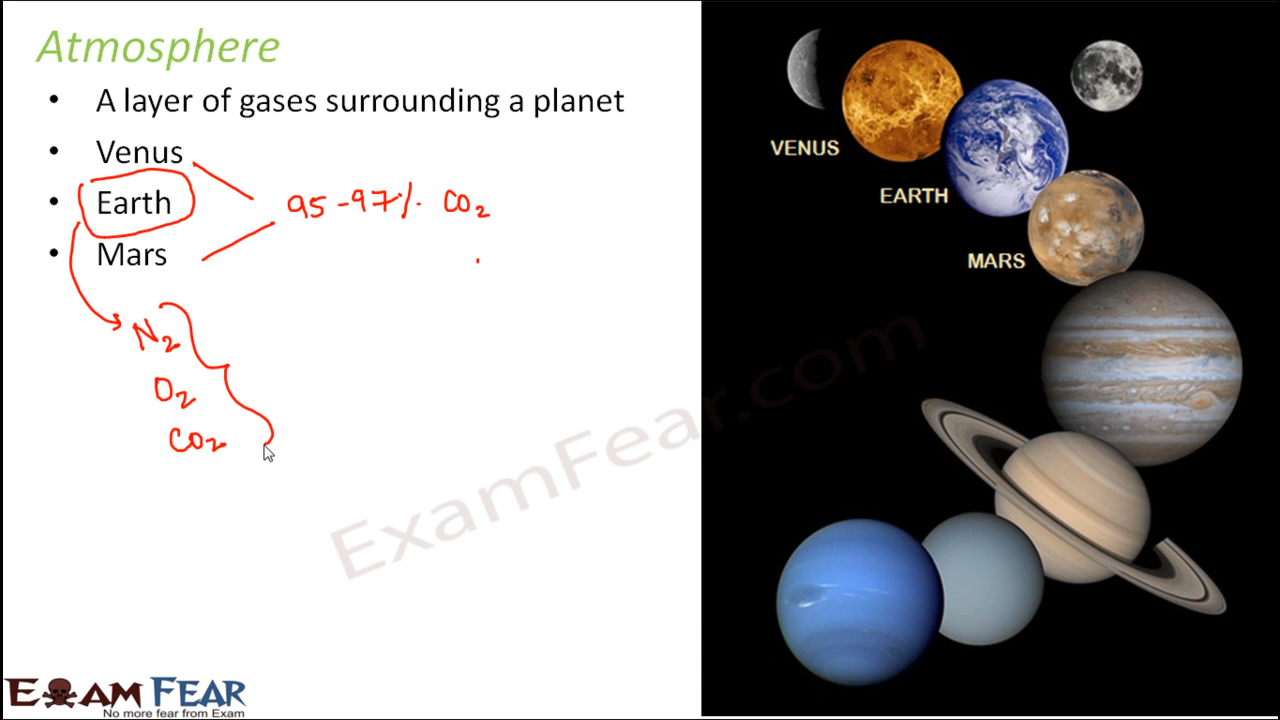 Atmosphere
• A layer of gases surrounding a planet
• Venus
• Earth
• Mars
95-97% CO₂
N₂
O₂
CO₂
VENUS
EARTH
MARS
ExamFear.com
EXAM FEAR
No more fear from Exam